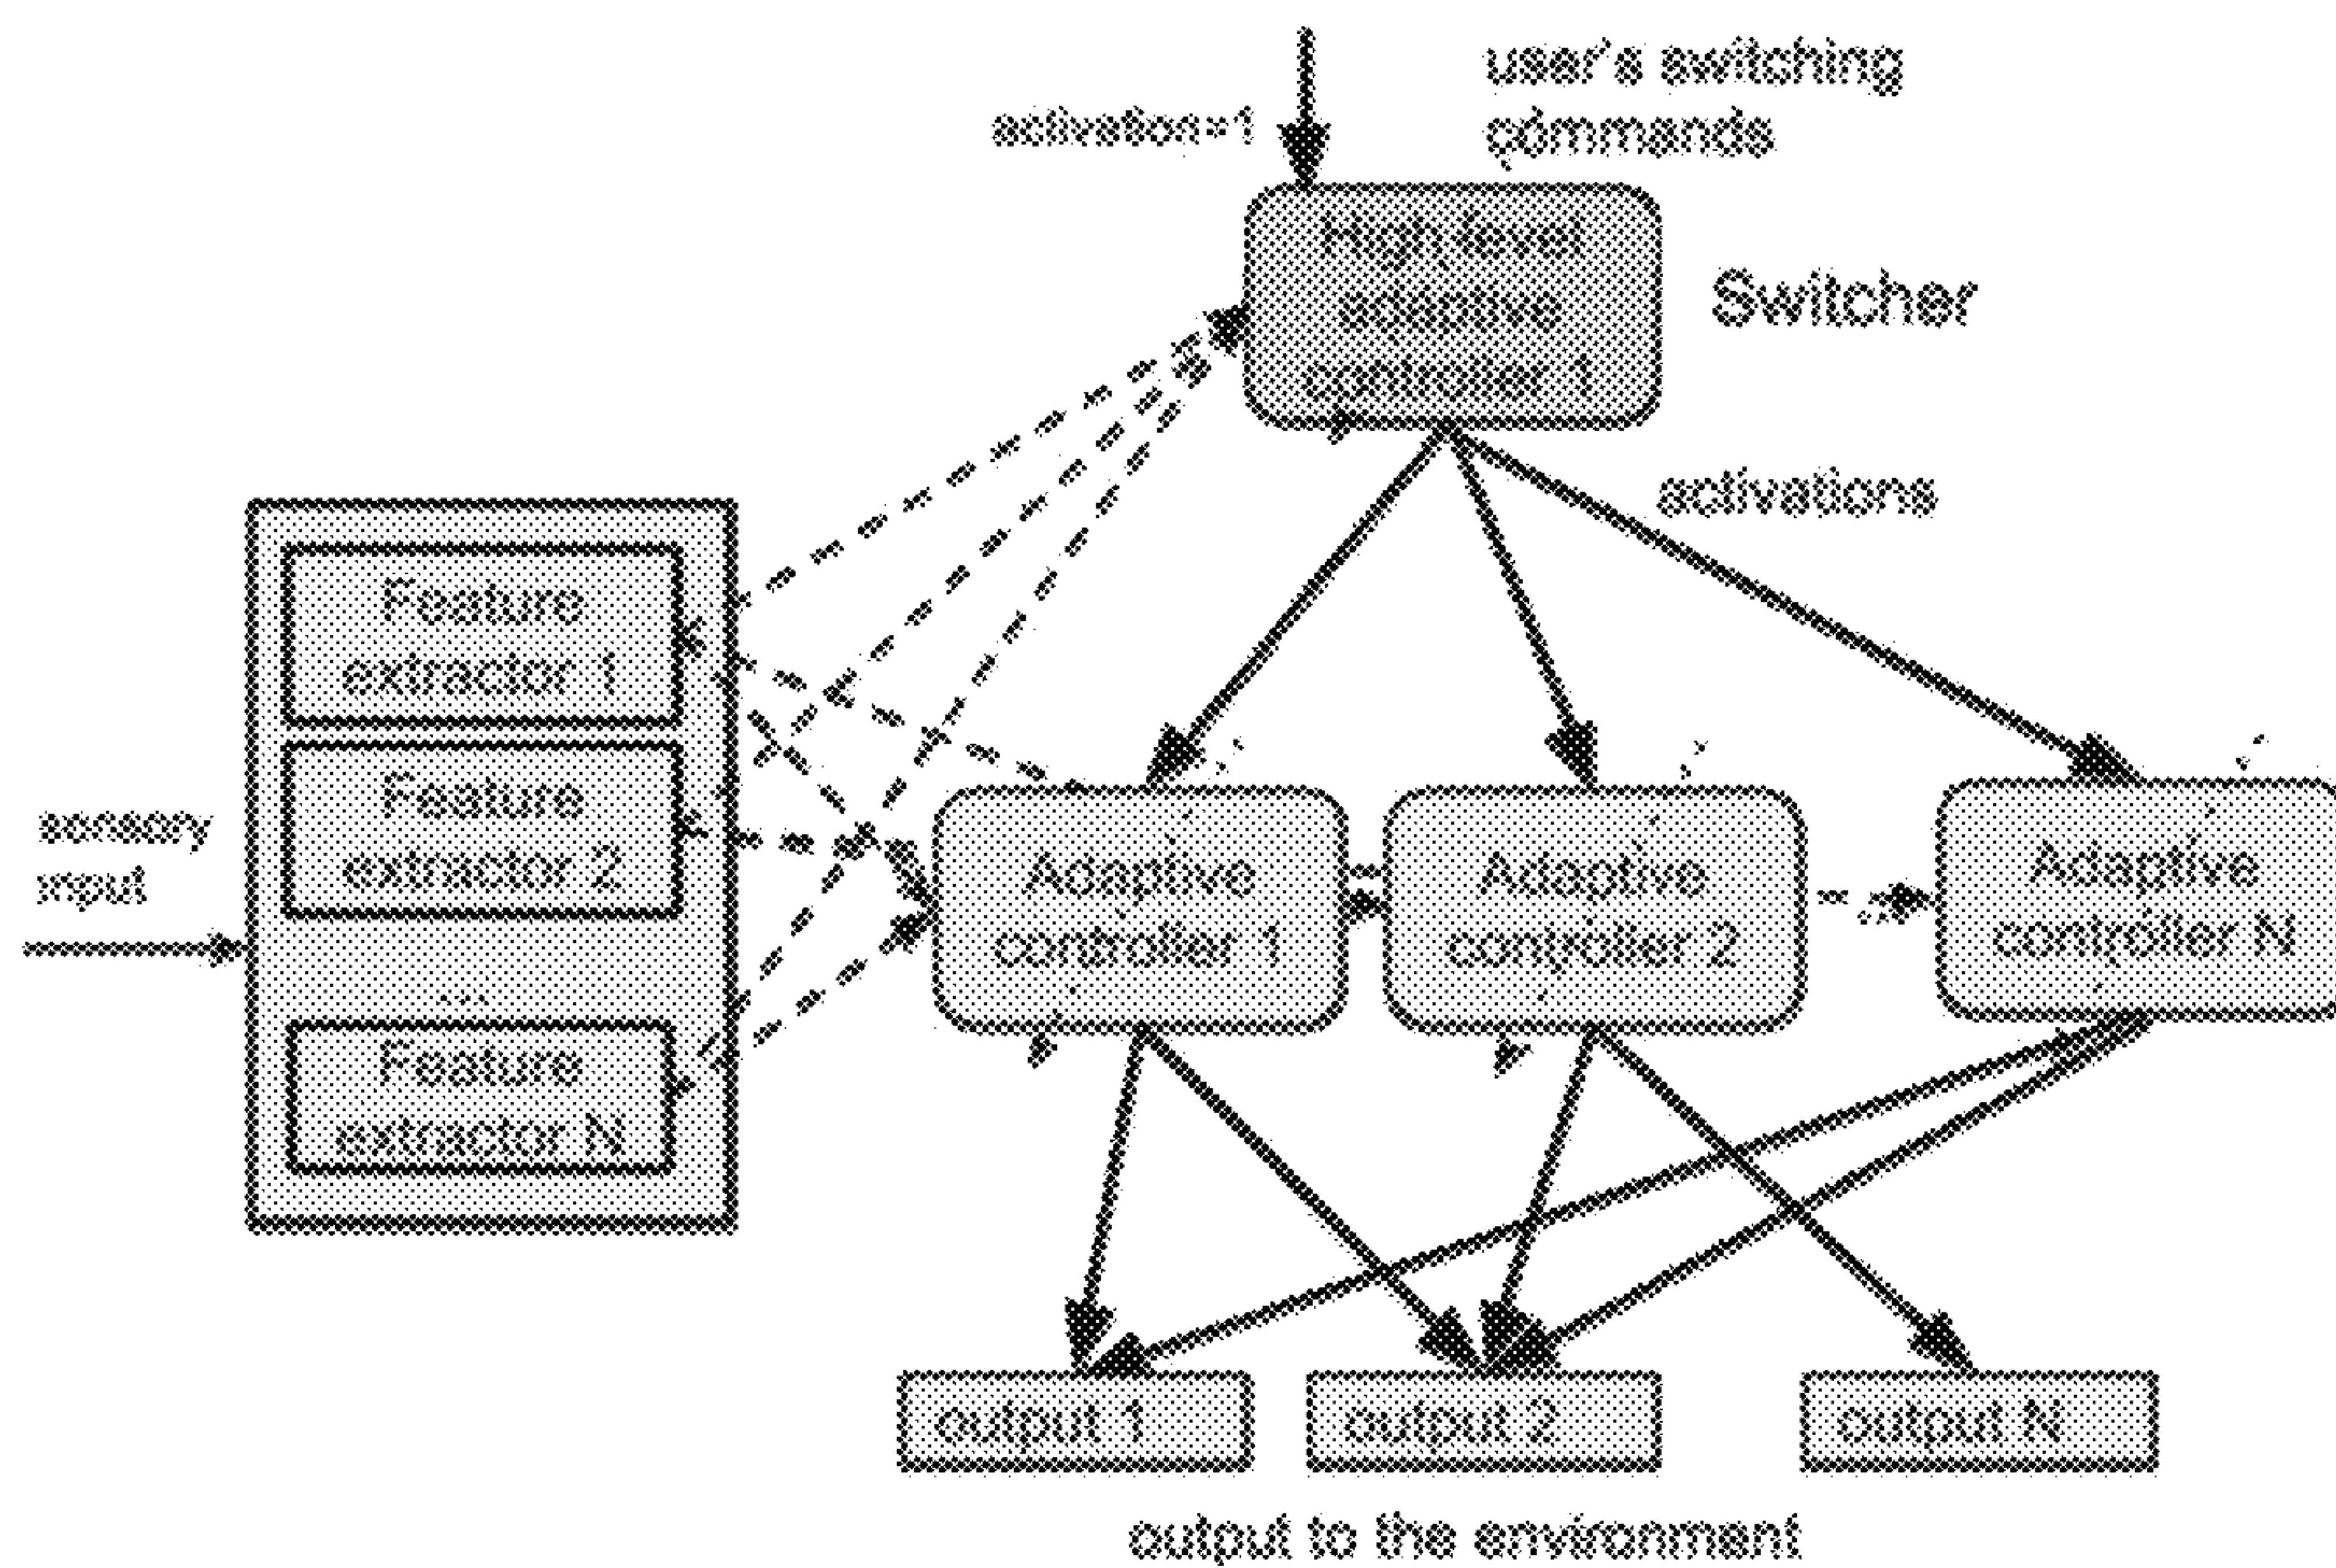 user's switching
commands
activation=1
High level
adaptive
controller 1
Switcher
activations
Feature
extractor 1
Feature
extractor 2
...
Feature
extractor N
sensory
input
Adaptive
controller 1
Adaptive
controller 2
...
Adaptive
controller N
output 1
output 2
output N
output to the environment